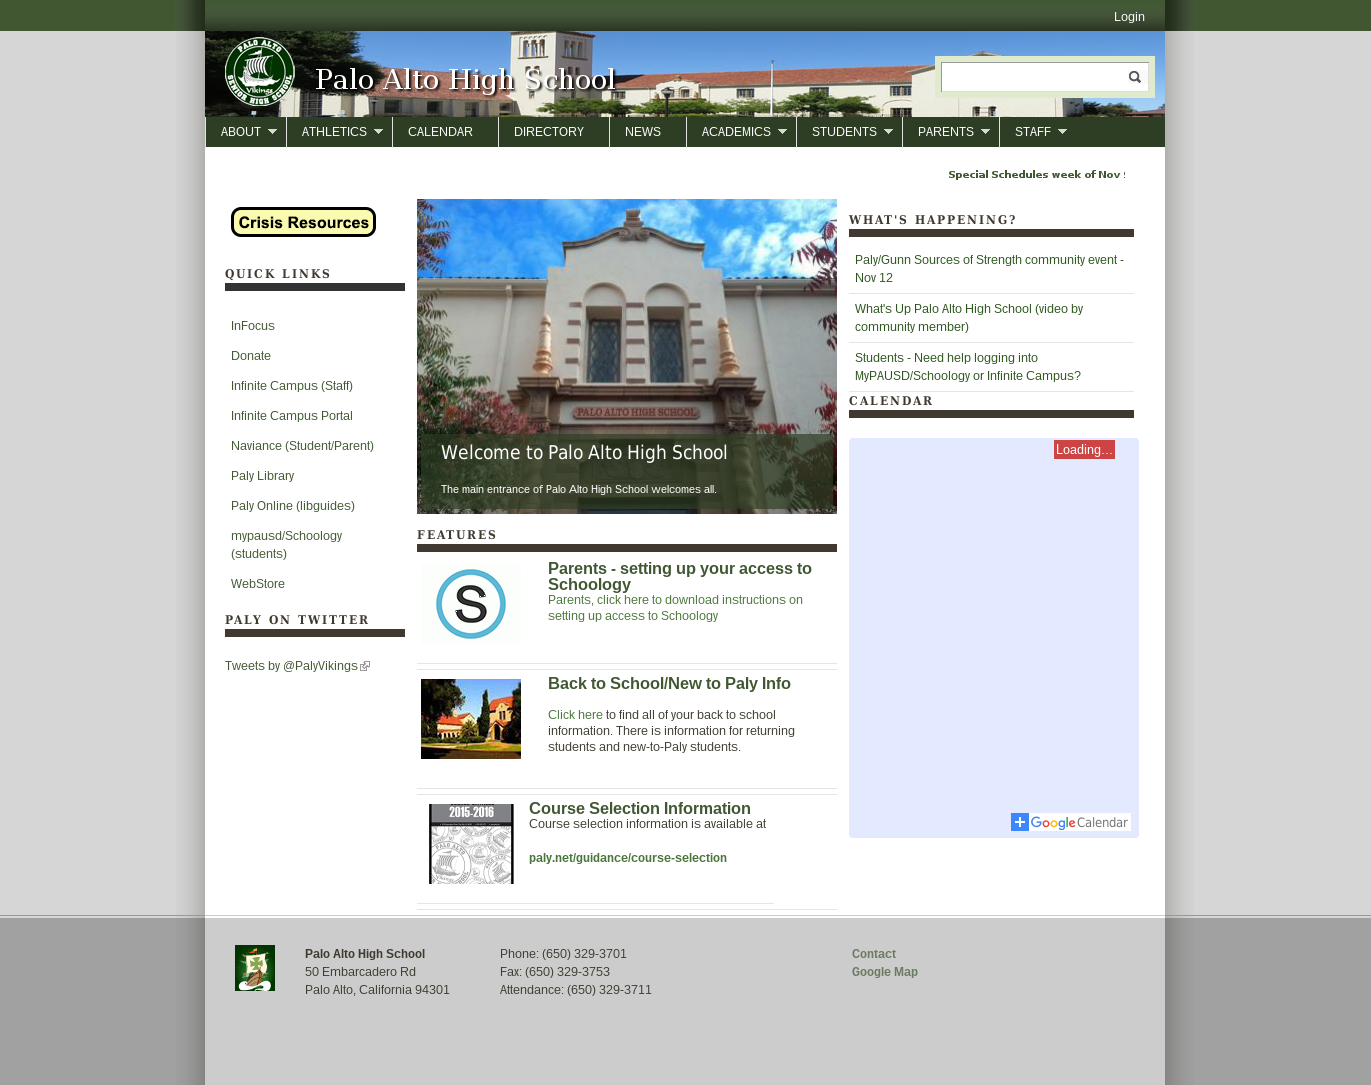 Login
PALO ALTO
Vikings
SENIOR HIGH SCHOOL
Palo Alto High School
ABOUT
ATHLETICS
CALENDAR
DIRECTORY
NEWS
ACADEMICS
STUDENTS
PARENTS
STAFF
Special Schedules week of Nov
Crisis Resources
QUICK LINKS
InFocus
Donate
Infinite Campus (Staff)
Infinite Campus Portal
Naviance (Student/Parent)
Paly Library
Paly Online (libguides)
mypausd/Schoology
(students)
WebStore
PALY ON TWITTER
Tweets by @PalyVikings
PALO ALTO HIGH SCHOOL
Welcome to Palo Alto High School
The main entrance of Palo Alto High School welcomes all.
FEATURES
S
Parents - setting up your access to
Schoology
Parents, click here to download instructions on
setting up access to Schoology
Back to School/New to Paly Info
Click here to find all of your back to school
information. There is information for returning
students and new-to-Paly students.
2015-2016
Course Selection Information
Course selection information is available at
paly.net/guidance/course-selection
WHAT'S HAPPENING?
Paly/Gunn Sources of Strength community event -
Nov 12
What's Up Palo Alto High School (video by
community member)
Students - Need help logging into
MyPAUSD/Schoology or Infinite Campus?
CALENDAR
Loading...
Google Calendar
Palo Alto High School
50 Embarcadero Rd
Palo Alto, California 94301
Phone: (650) 329-3701
Fax: (650) 329-3753
Attendance: (650) 329-3711
Contact
Google Map